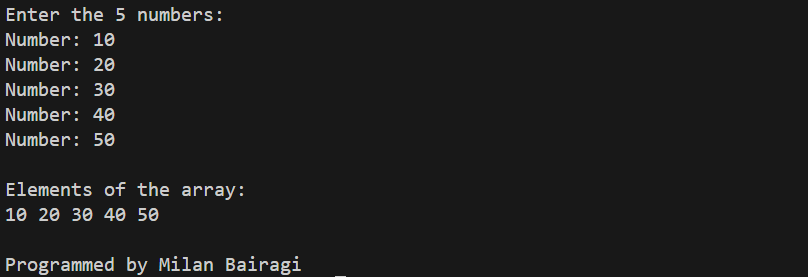 Enter the 5 numbers:
Number: 10
Number: 20
Number: 30
Number: 40
Number: 50
Elements of the array:
10 20 30 40 50
Programmed by Milan Bairagi